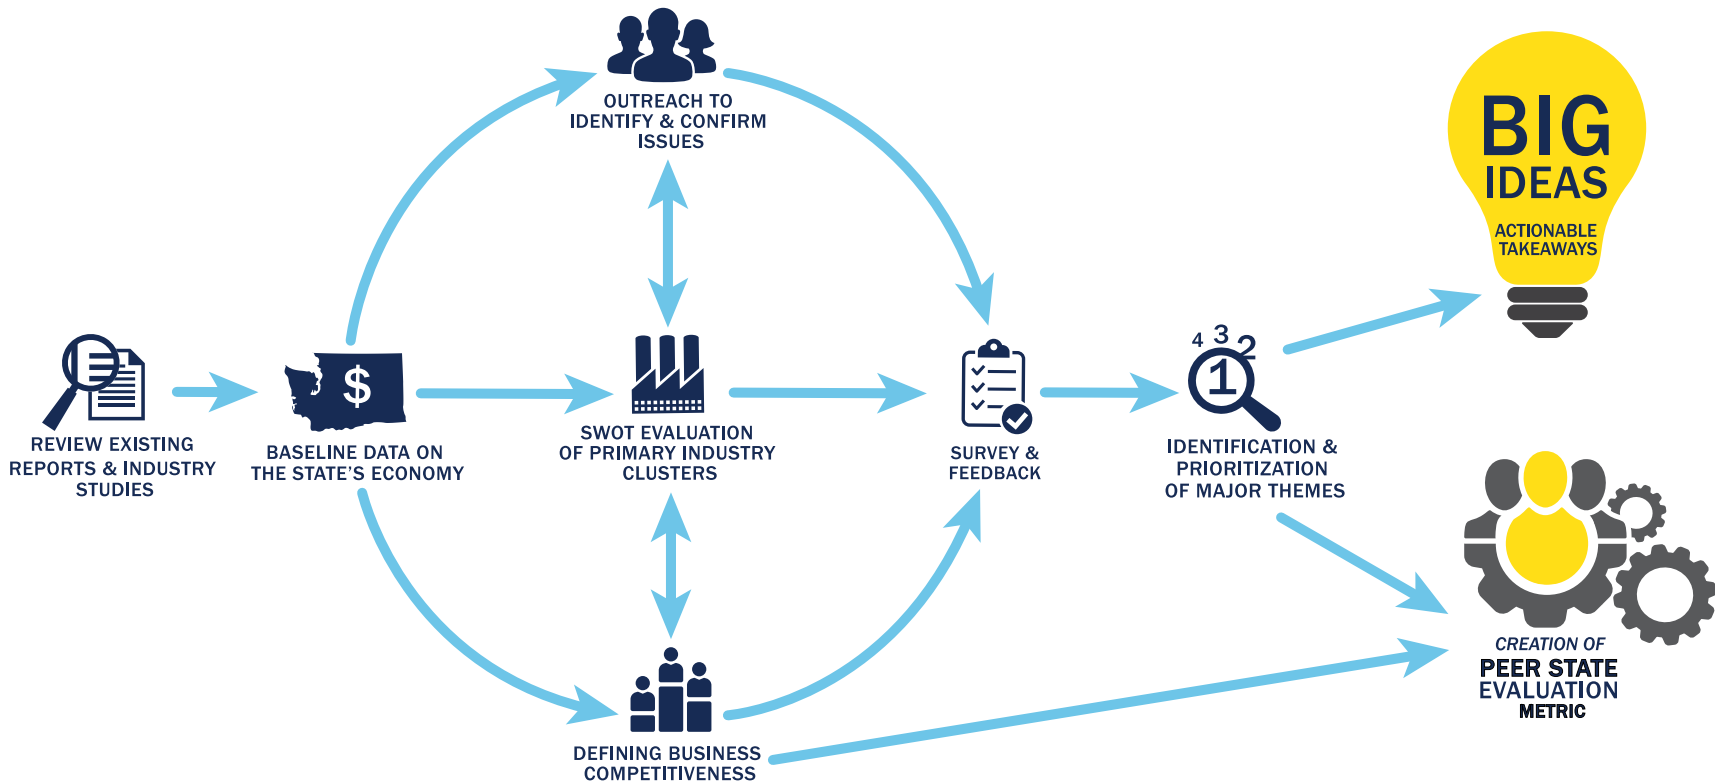 OUTREACH TO
IDENTIFY & CONFIRM
ISSUES
BIG
IDEAS
ACTIONABLE
TAKEAWAYS
REVIEW EXISTING
REPORTS & INDUSTRY
STUDIES
$
BASELINE DATA ON
THE STATE'S ECONOMY
SWOT EVALUATION
OF PRIMARY INDUSTRY
CLUSTERS
SURVEY &
FEEDBACK
4 3 2
1
IDENTIFICATION &
PRIORITIZATION
OF MAJOR THEMES
DEFINING BUSINESS
COMPETITIVENESS
CREATION OF
PEER STATE
EVALUATION
METRIC